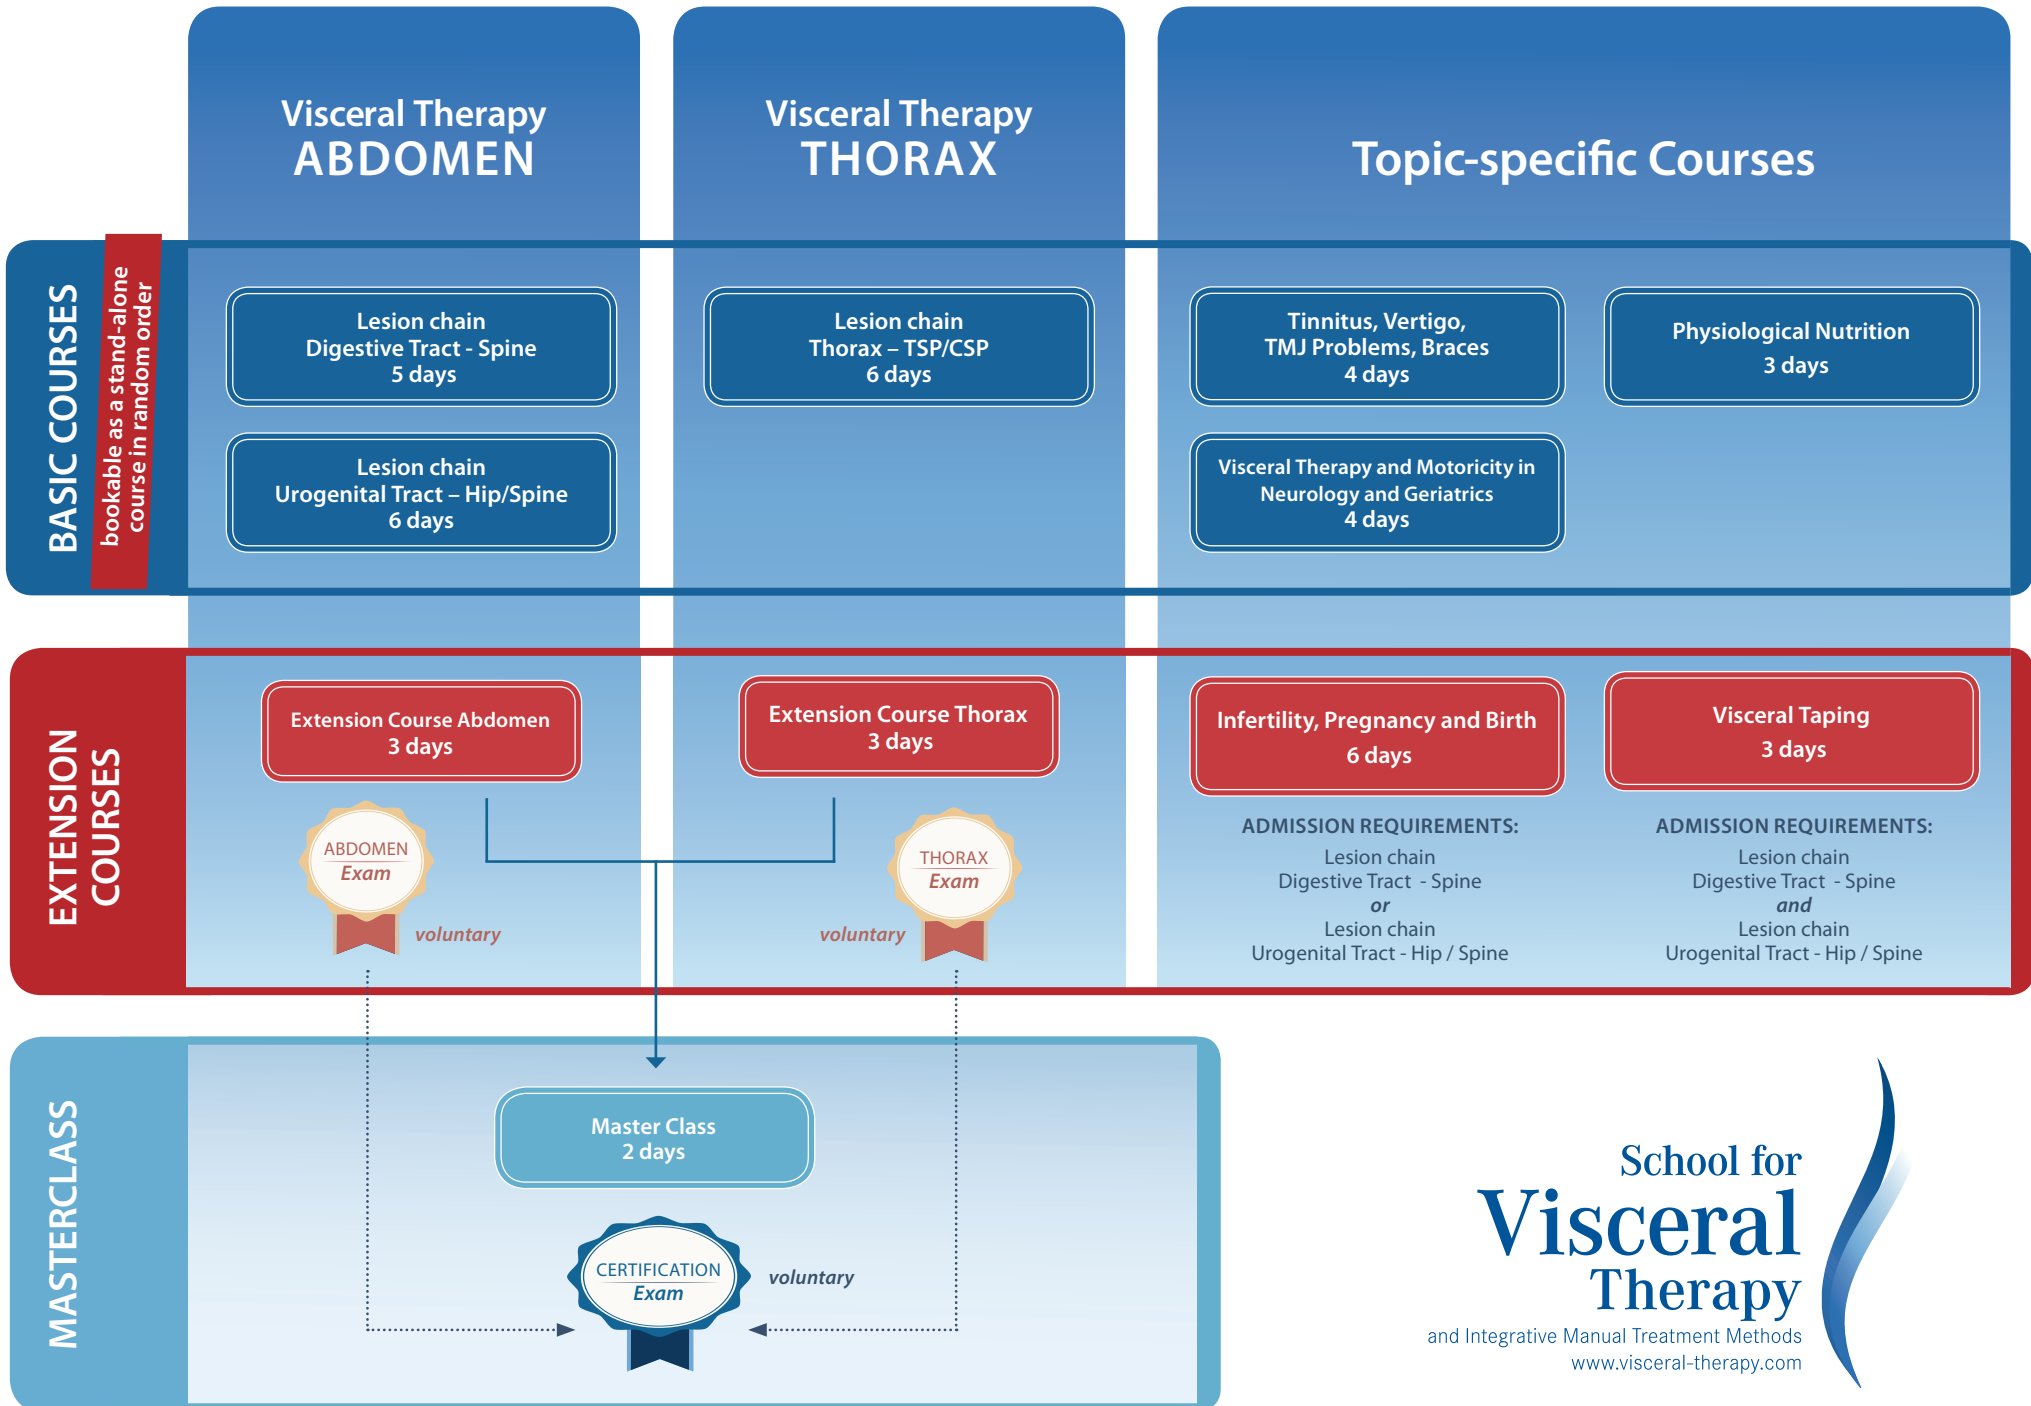 Visceral Therapy
ABDOMEN
Visceral Therapy
THORAX
Topic-specific Courses
BASIC COURSES
bookable as a stand-alone
course in random order
Lesion chain
Digestive Tract - Spine
5 days
Lesion chain
Urogenital Tract – Hip/Spine
6 days
Lesion chain
Thorax – TSP/CSP
6 days
Tinnitus, Vertigo,
TMJ Problems, Braces
4 days
Physiological Nutrition
3 days
Visceral Therapy and Motoricity in
Neurology and Geriatrics
4 days
EXTENSION
COURSES
Extension Course Abdomen
3 days
ABDOMEN
Exam
voluntary
Extension Course Thorax
3 days
THORAX
Exam
voluntary
Infertility, Pregnancy and Birth
6 days
ADMISSION REQUIREMENTS:
Lesion chain
Digestive Tract - Spine
or
Lesion chain
Urogenital Tract - Hip / Spine
Visceral Taping
3 days
ADMISSION REQUIREMENTS:
Lesion chain
Digestive Tract - Spine
and
Lesion chain
Urogenital Tract - Hip / Spine
MASTERCLASS
Master Class
2 days
CERTIFICATION
Exam
voluntary
School for
Visceral
Therapy
and Integrative Manual Treatment Methods
www.visceral-therapy.com